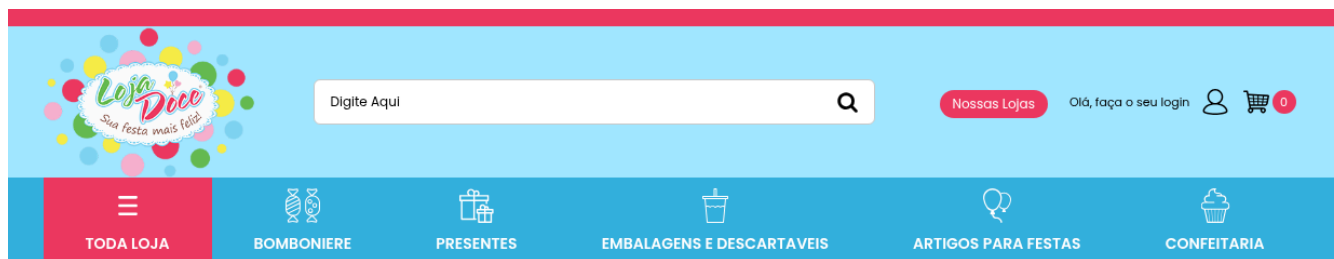 Loja
Doce
Sua festa mais feliz!
Digite Aqui
Nossas Lojas
Olá, faça o seu login
0
TODA LOJA
BOMBONIERE
PRESENTES
EMBALAGENS E DESCARTAVEIS
ARTIGOS PARA FESTAS
CONFEITARIA